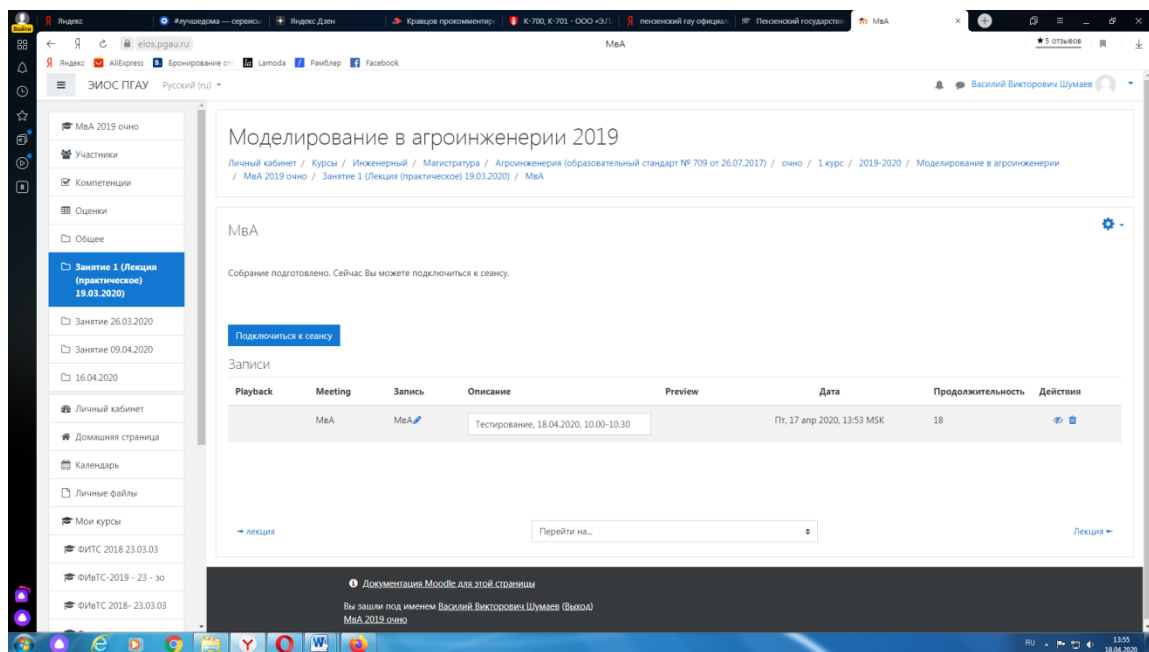 Яндекс
#лучшедома — сервисы
Яндекс Дзен
Кравцов прокомментир
К-700, К-701 - ООО «Э.П
пензенский гау официал
Пензенский государстве
МвА
Войти
eios.pgau.ru
МвА
★5 отзывов
Яндекс
AliExpress
Бронирование от
Lamoda
Рамблер
Facebook
ЭИОС ПГАУ Русский (ru)
Василий Викторович Шумаев
МвА 2019 очно
Участники
Компетенции
Оценки
Общее
Занятие 1 (Лекция
(практическое)
19.03.2020)
Занятие 26.03.2020
Занятие 09.04.2020
16.04.2020
Личный кабинет
Домашняя страница
Календарь
Личные файлы
Мои курсы
ФИТС 2018 23.03.03
ФИвТС-2019 - 23 - зо
ФИвТС 2018- 23.03.03
Моделирование в агроинженерии 2019
Личный кабинет / Курсы / Инженерный / Магистратура / Агроинженерия (образовательный стандарт № 709 от 26.07.2017) / очно / 1 курс / 2019-2020 / Моделирование в агроинженерии
/ МвА 2019 очно / Занятие 1 (Лекция (практическое) 19.03.2020) / МвА
МвА
Собрание подготовлено. Сейчас Вы можете подключиться к сеансу.
Подключиться к сеансу
Записи
Playback Meeting Запись Описание Preview Дата Продолжительность Действия
МвА МвА Тестирование, 18.04.2020, 10.00-10.30 Пт, 17 апр 2020, 13:53 MSK 18
◄ лекция
Перейти на...
Лекция ►
Документация Moodle для этой страницы
Вы зашли под именем Василий Викторович Шумаев (Выход)
МвА 2019 очно
RU
13:55
18.04.2020